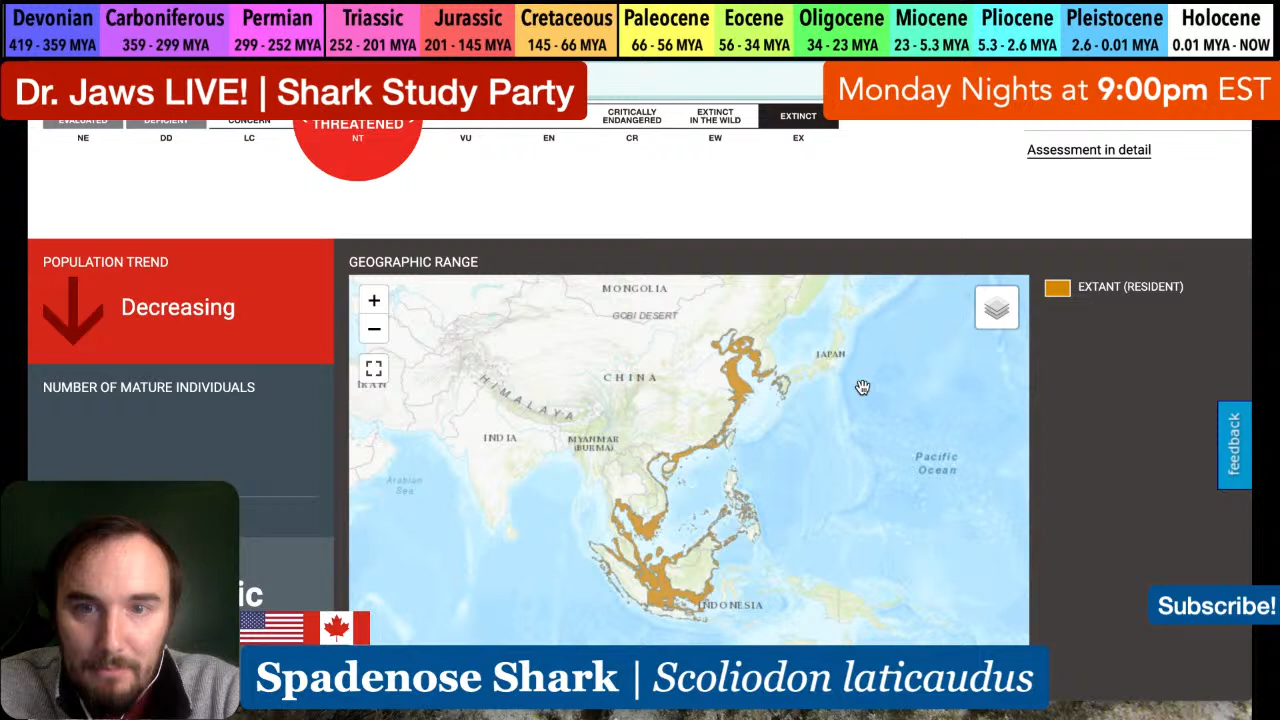 Devonian Carboniferous Permian Triassic Jurassic Cretaceous Paleocene Eocene Oligocene Miocene Pliocene Pleistocene Holocene
419 - 359 MYA 359 - 299 MYA 299 - 252 MYA 252 - 201 MYA 201 - 145 MYA 145 - 66 MYA 66 - 56 MYA 56 - 34 MYA 34 - 23 MYA 23 - 5.3 MYA 5.3 - 2.6 MYA 2.6 - 0.01 MYA 0.01 MYA - NOW
Dr. Jaws LIVE! | Shark Study Party
Monday Nights at 9:00pm EST
EVALUATED DEFICIENT CONCERN THREATENED CRITICALLY ENDANGERED EXTINCT IN THE WILD EXTINCT
NE DD LC NT VU EN CR EW EX
Assessment in detail
POPULATION TREND
Decreasing
NUMBER OF MATURE INDIVIDUALS
GEOGRAPHIC RANGE
+
−
MONGOLIA
GOBI DESERT
JAPAN
IRAN
CHINA
HIMALAYA
INDIA
MYANMAR
(BURMA)
Arabian
Sea
Pacific
Ocean
INDONESIA
EXTANT (RESIDENT)
feedback
ic
Subscribe!
Spadenose Shark | Scoliodon laticaudus